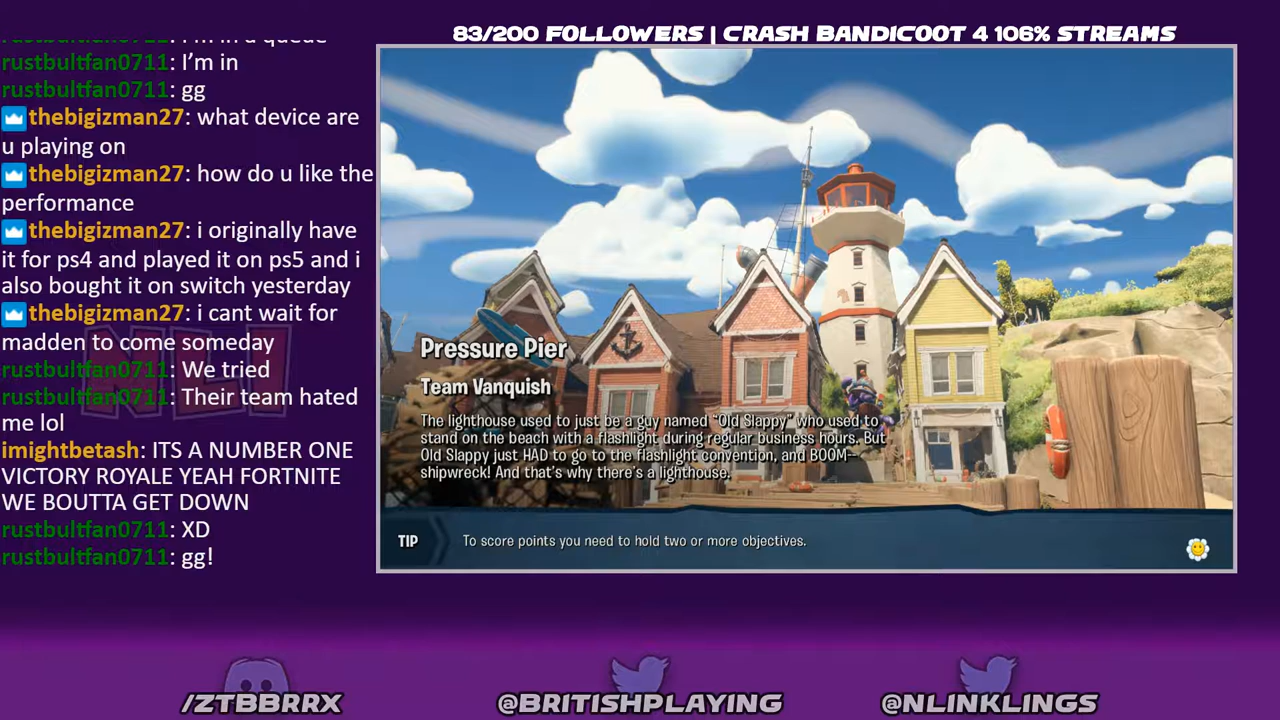 83/200 FOLLOWERS | CRASH BANDICOOT 4 106% STREAMS
rustbultfan0711: I'm in a queue
rustbultfan0711: I'm in
rustbultfan0711: gg
thebigizman27: what device are
u playing on
thebigizman27: how do u like the
performance
thebigizman27: i originally have
it for ps4 and played it on ps5 and i
also bought it on switch yesterday
thebigizman27: i cant wait for
madden to come someday
rustbultfan0711: We tried
rustbultfan0711: Their team hated
me lol
imightbetash: ITS A NUMBER ONE
VICTORY ROYALE YEAH FORTNITE
WE BOUTTA GET DOWN
rustbultfan0711: XD
rustbultfan0711: gg!
NLI
Pressure Pier
Team Vanquish
The lighthouse used to just be a guy named "Old Slappy" who used to
stand on the beach with a flashlight during regular business hours. But
Old Slappy just HAD to go to the flashlight convention, and BOOM—
shipwreck! And that's why there's a lighthouse.
TIP To score points you need to hold two or more objectives.
/ZTBBRRX
@BRITISHPLAYING
@NLINKLINGS